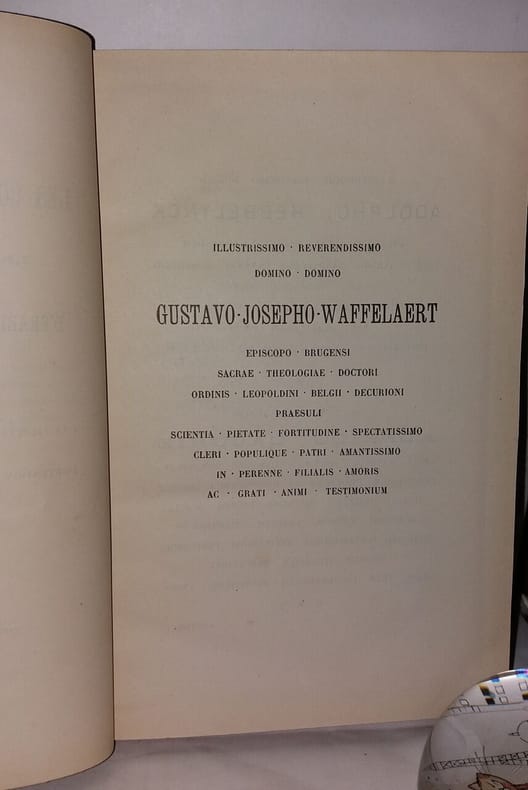 ILLUSTRISSIMO · REVERENDISSIMO
DOMINO · DOMINO
GUSTAVO·JOSEPHO·WAFFELAERT
EPISCOPO · BRUGENSI
SACRAE · THEOLOGIAE · DOCTORI
ORDINIS · LEOPOLDINI · BELGII · DECURIONI
PRAESULI
SCIENTIA · PIETATE · FORTITUDINE · SPECTATISSIMO
CLERI · POPULIQUE · PATRI · AMANTISSIMO
IN · PERENNE · FILIALIS · AMORIS
AC · GRATI · ANIMI · TESTIMONIUM